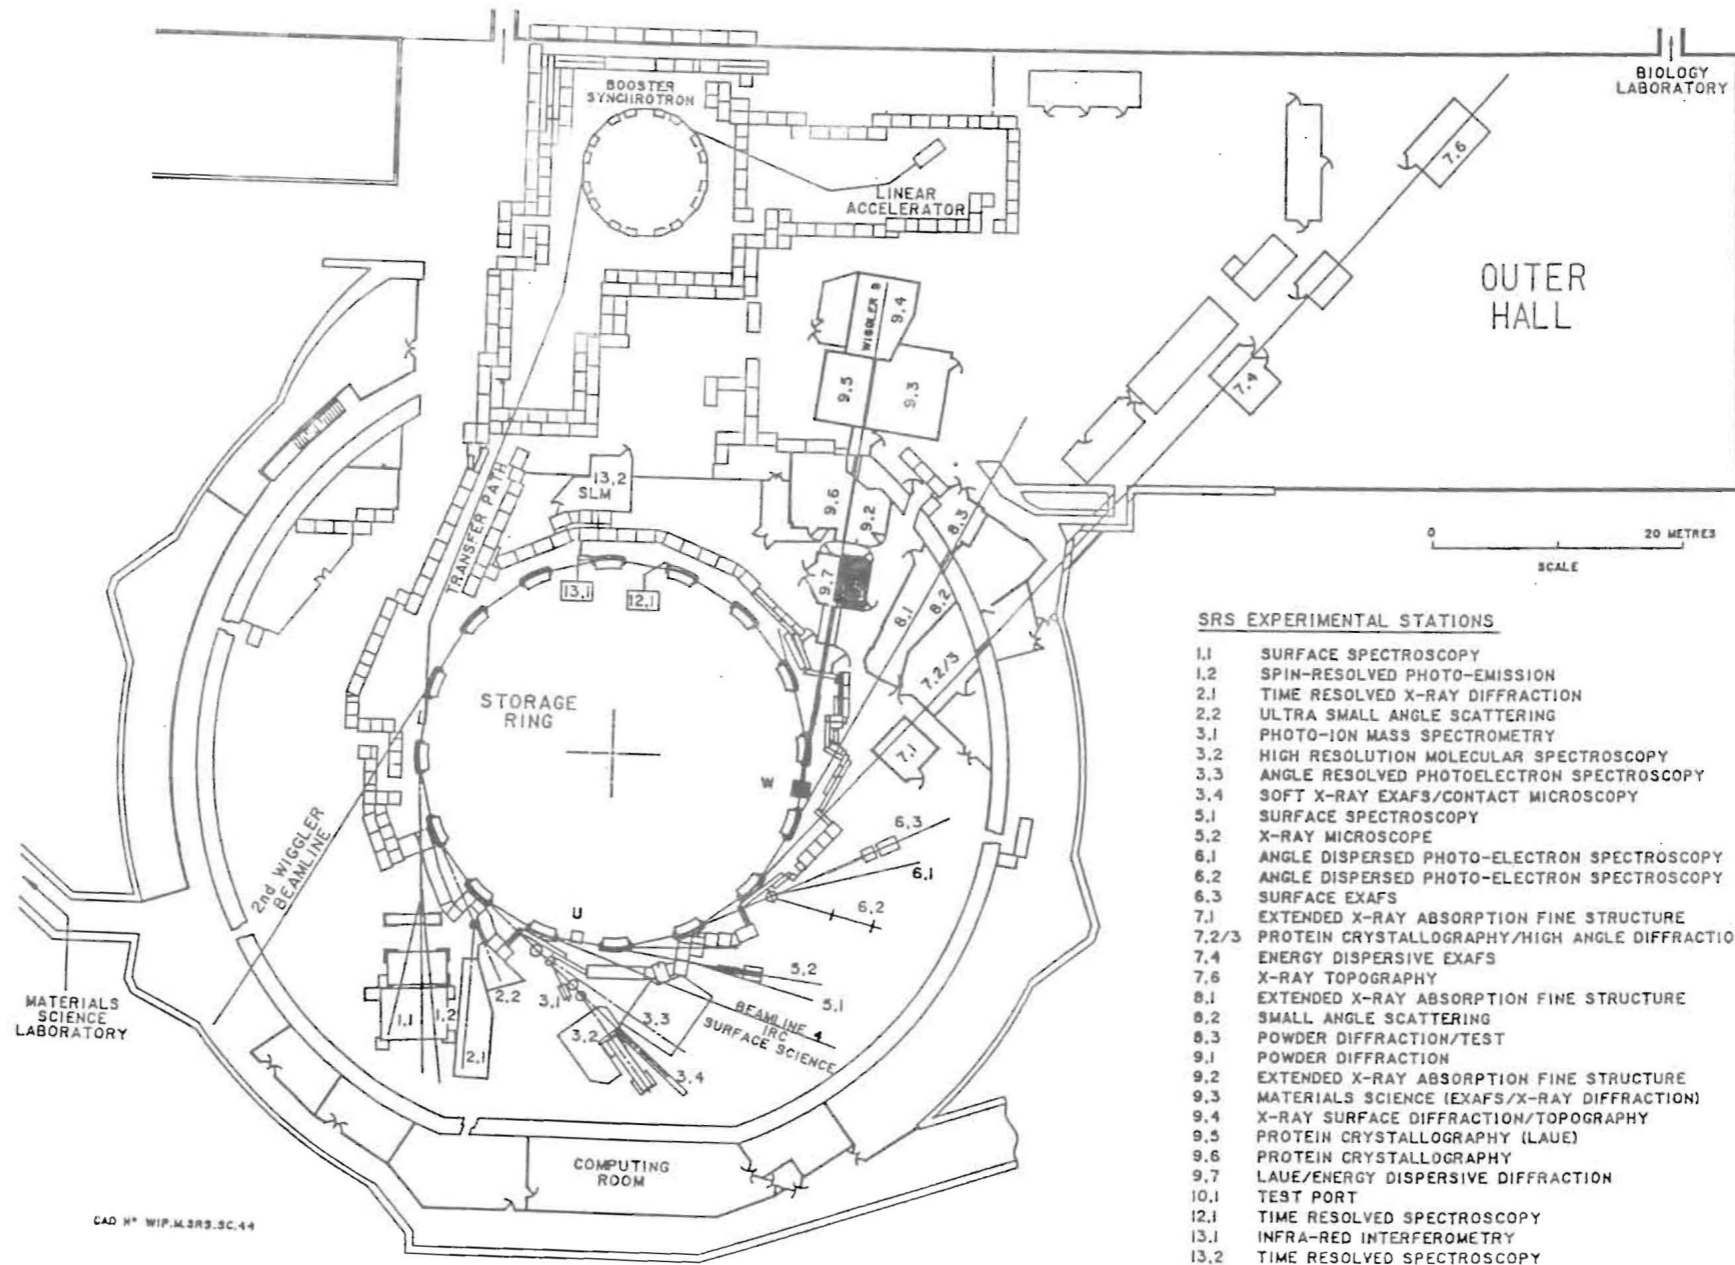 BIOLOGY
LABORATORY
BOOSTER
SYNCHROTRON
7.6
LINEAR
ACCELERATOR
OUTER
HALL
WIGGLER 9
9.4
9.5
9.3
7.4
TRANSFER PATH
13.2
SLM
9.6
9.2
8.3
9.7
8.1
8.2
7.2/3
7.1
13.1
12.1
0
20 METRES
SCALE
STORAGE
RING
W
2nd WIGGLER
BEAMLINE
6.3
6.1
6.2
U
5.2
5.1
MATERIALS
SCIENCE
LABORATORY
1.1
1.2
2.1
2.2
3.1
3.2
3.3
3.4
BEAMLINE 4
IRC
SURFACE SCIENCE
COMPUTING
ROOM
CAD Nº WIP.M.SRS.SC.44
SRS EXPERIMENTAL STATIONS
1.1 SURFACE SPECTROSCOPY
1.2 SPIN-RESOLVED PHOTO-EMISSION
2.1 TIME RESOLVED X-RAY DIFFRACTION
2.2 ULTRA SMALL ANGLE SCATTERING
3.1 PHOTO-ION MASS SPECTROMETRY
3.2 HIGH RESOLUTION MOLECULAR SPECTROSCOPY
3.3 ANGLE RESOLVED PHOTOELECTRON SPECTROSCOPY
3.4 SOFT X-RAY EXAFS/CONTACT MICROSCOPY
5.1 SURFACE SPECTROSCOPY
5.2 X-RAY MICROSCOPE
6.1 ANGLE DISPERSED PHOTO-ELECTRON SPECTROSCOPY
6.2 ANGLE DISPERSED PHOTO-ELECTRON SPECTROSCOPY
6.3 SURFACE EXAFS
7.1 EXTENDED X-RAY ABSORPTION FINE STRUCTURE
7.2/3 PROTEIN CRYSTALLOGRAPHY/HIGH ANGLE DIFFRACTIO
7.4 ENERGY DISPERSIVE EXAFS
7.6 X-RAY TOPOGRAPHY
8.1 EXTENDED X-RAY ABSORPTION FINE STRUCTURE
8.2 SMALL ANGLE SCATTERING
8.3 POWDER DIFFRACTION/TEST
9.1 POWDER DIFFRACTION
9.2 EXTENDED X-RAY ABSORPTION FINE STRUCTURE
9.3 MATERIALS SCIENCE (EXAFS/X-RAY DIFFRACTION)
9.4 X-RAY SURFACE DIFFRACTION/TOPOGRAPHY
9.5 PROTEIN CRYSTALLOGRAPHY (LAUE)
9.6 PROTEIN CRYSTALLOGRAPHY
9.7 LAUE/ENERGY DISPERSIVE DIFFRACTION
10.1 TEST PORT
12.1 TIME RESOLVED SPECTROSCOPY
13.1 INFRA-RED INTERFEROMETRY
13.2 TIME RESOLVED SPECTROSCOPY